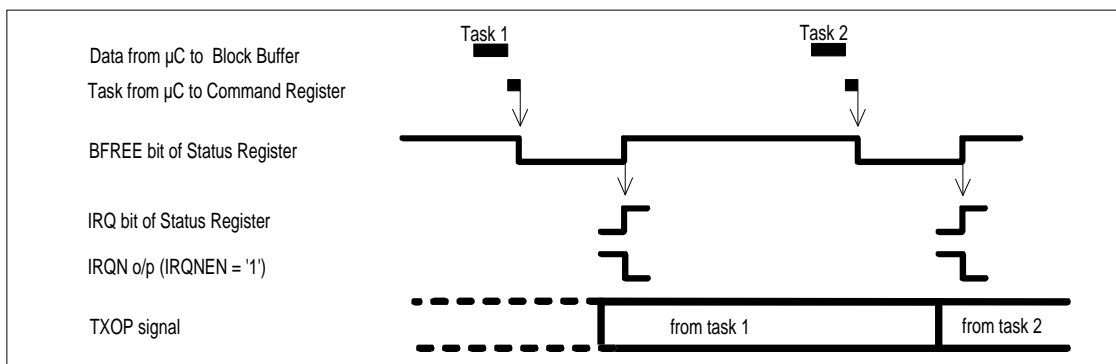 Task 1 Task 2
Data from µC to Block Buffer
Task from µC to Command Register
BFREE bit of Status Register
IRQ bit of Status Register
IRQN o/p (IRQNEN = '1')
TXOP signal from task 1 from task 2